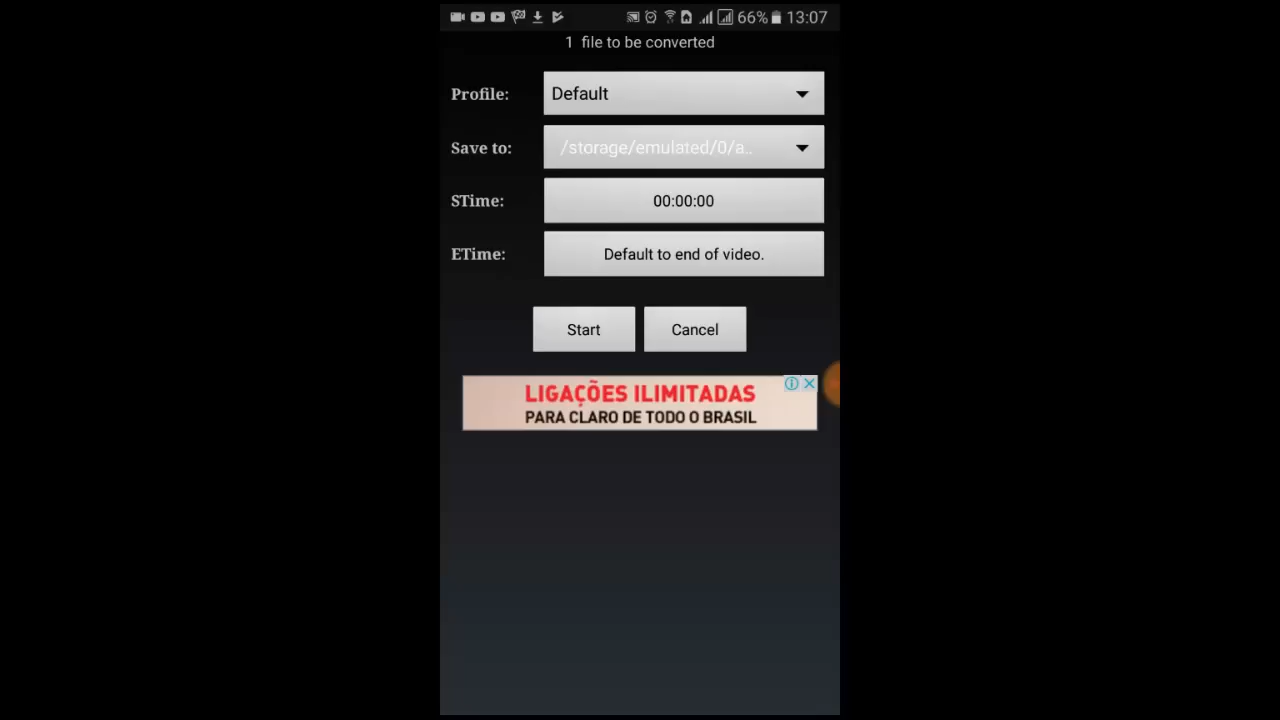 66% 13:07
1 file to be converted
Profile: Default
Save to: /storage/emulated/0/a..
STime: 00:00:00
ETime: Default to end of video.
Start Cancel
LIGAÇÕES ILIMITADAS
PARA CLARO DE TODO O BRASIL